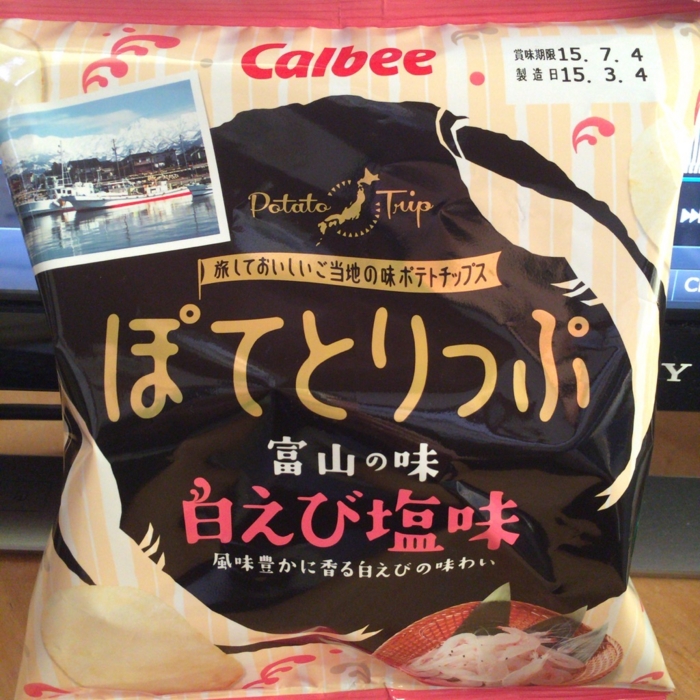 Calbee
賞味期限15. 7. 4
製造日15. 3. 4
Potato Trip
旅しておいしいご当地の味ポテトチップス
ぽてとりっぷ
富山の味
白えび塩味
風味豊かに香る白えびの味わい
Y